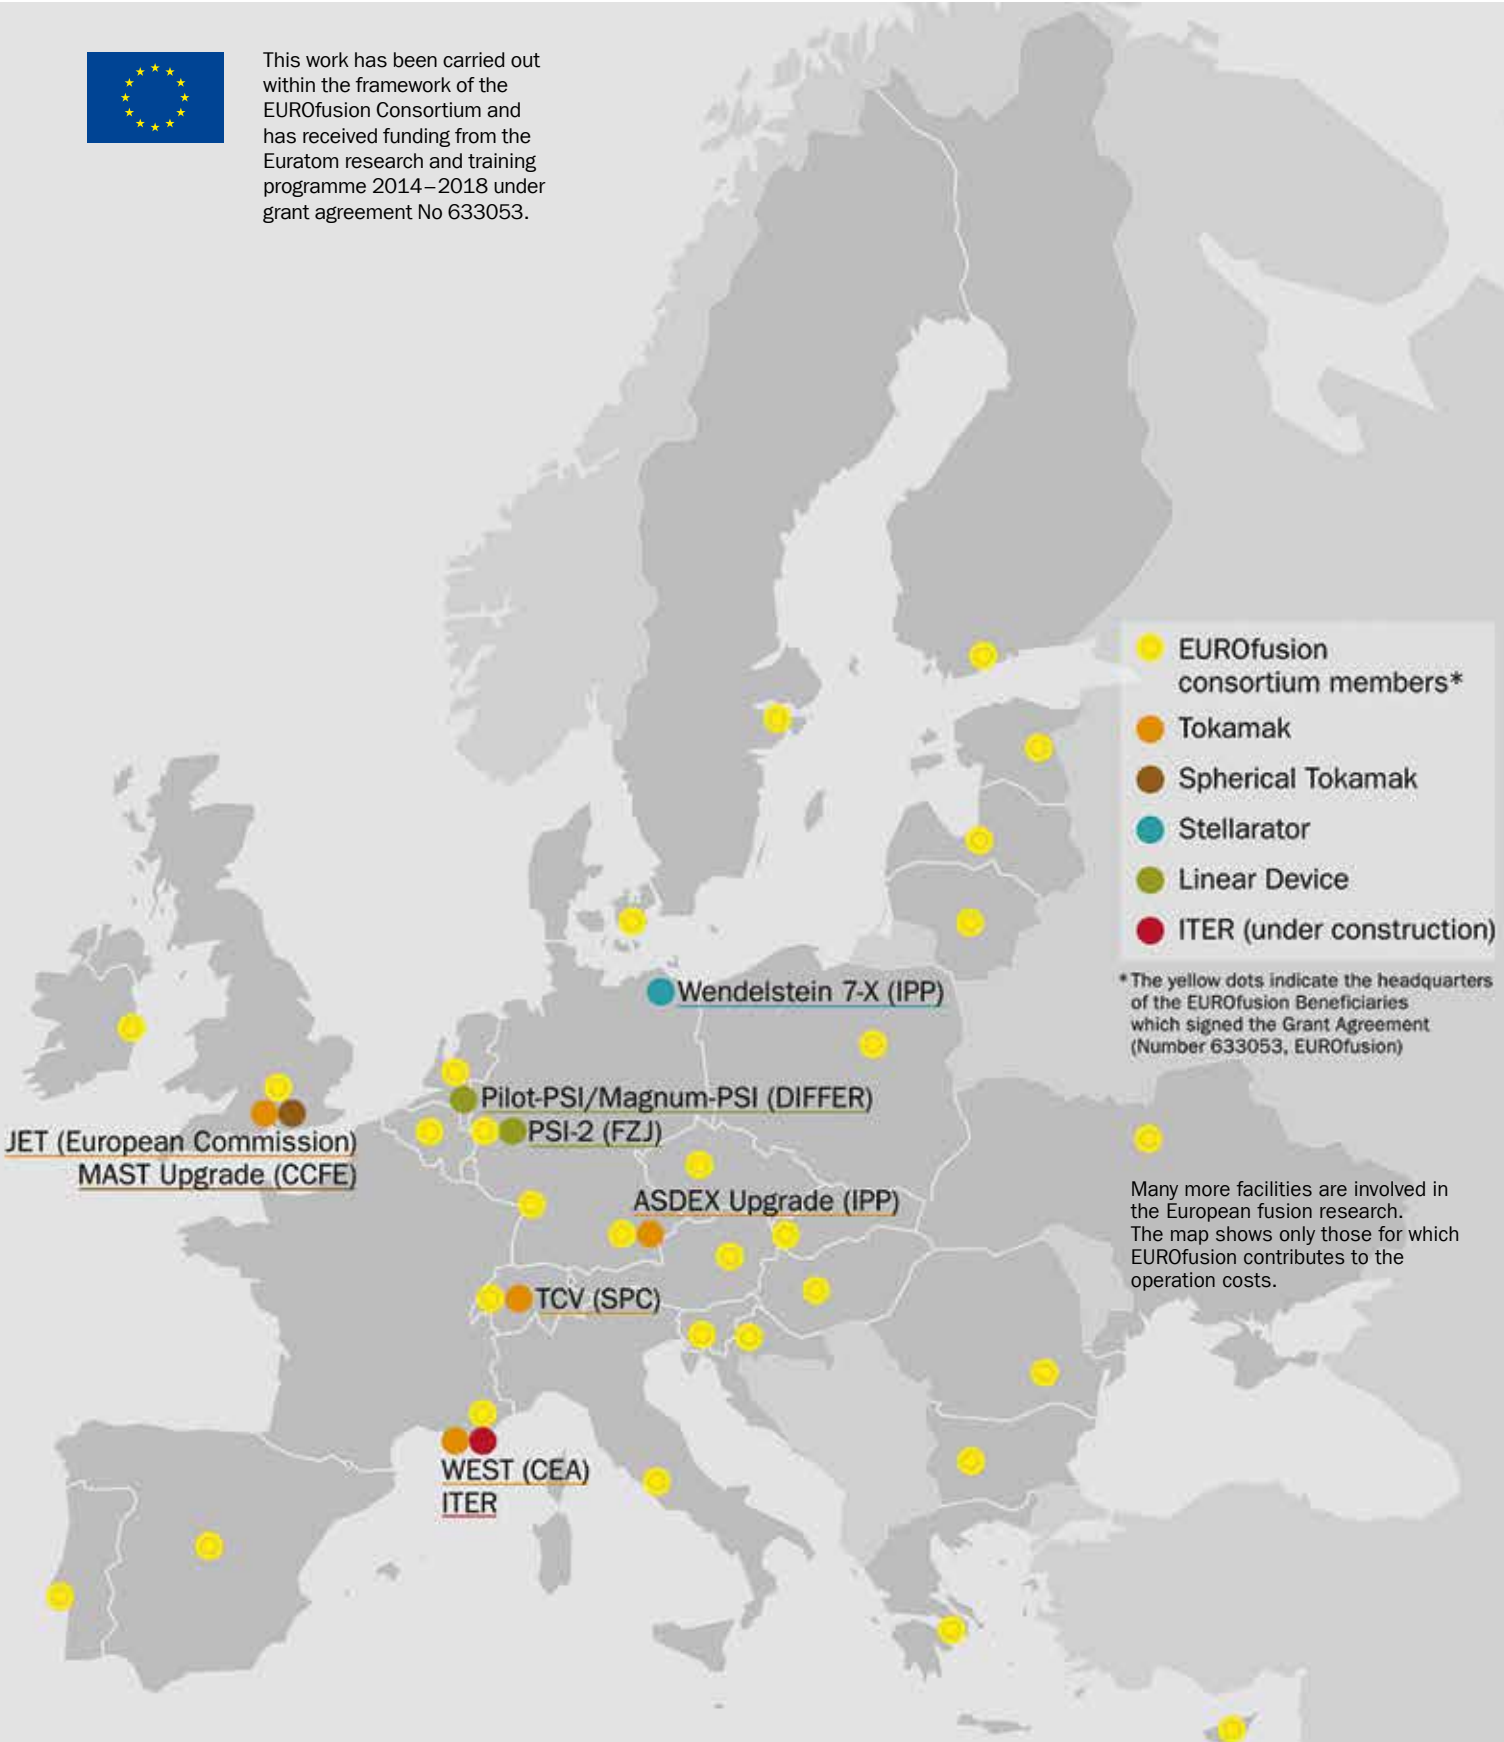 This work has been carried out
within the framework of the
EUROfusion Consortium and
has received funding from the
Euratom research and training
programme 2014–2018 under
grant agreement No 633053.
EUROfusion
consortium members*
Tokamak
Spherical Tokamak
Stellarator
Linear Device
ITER (under construction)
*The yellow dots indicate the headquarters
of the EUROfusion Beneficiaries
which signed the Grant Agreement
(Number 633053, EUROfusion)
Wendelstein 7-X (IPP)
Pilot-PSI/Magnum-PSI (DIFFER)
PSI-2 (FZJ)
JET (European Commission)
MAST Upgrade (CCFE)
ASDEX Upgrade (IPP)
Many more facilities are involved in
the European fusion research.
The map shows only those for which
EUROfusion contributes to the
operation costs.
TCV (SPC)
WEST (CEA)
ITER